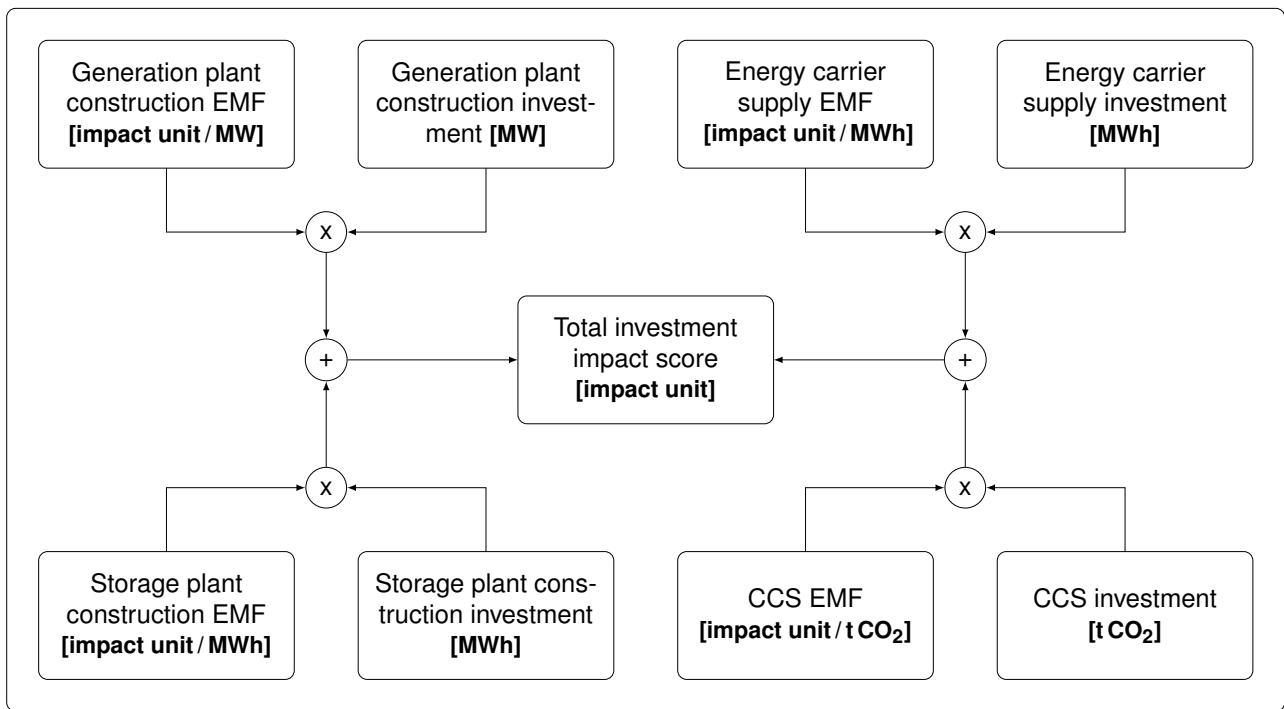 Generation plant
construction EMF
[impact unit / MW]
Generation plant
construction invest-
ment [MW]
Energy carrier
supply EMF
[impact unit / MWh]
Energy carrier
supply investment
[MWh]
x
x
Total investment
impact score
[impact unit]
+
+
x
x
Storage plant
construction EMF
[impact unit / MWh]
Storage plant cons-
truction investment
[MWh]
CCS EMF
[impact unit / t CO₂]
CCS investment
[t CO₂]